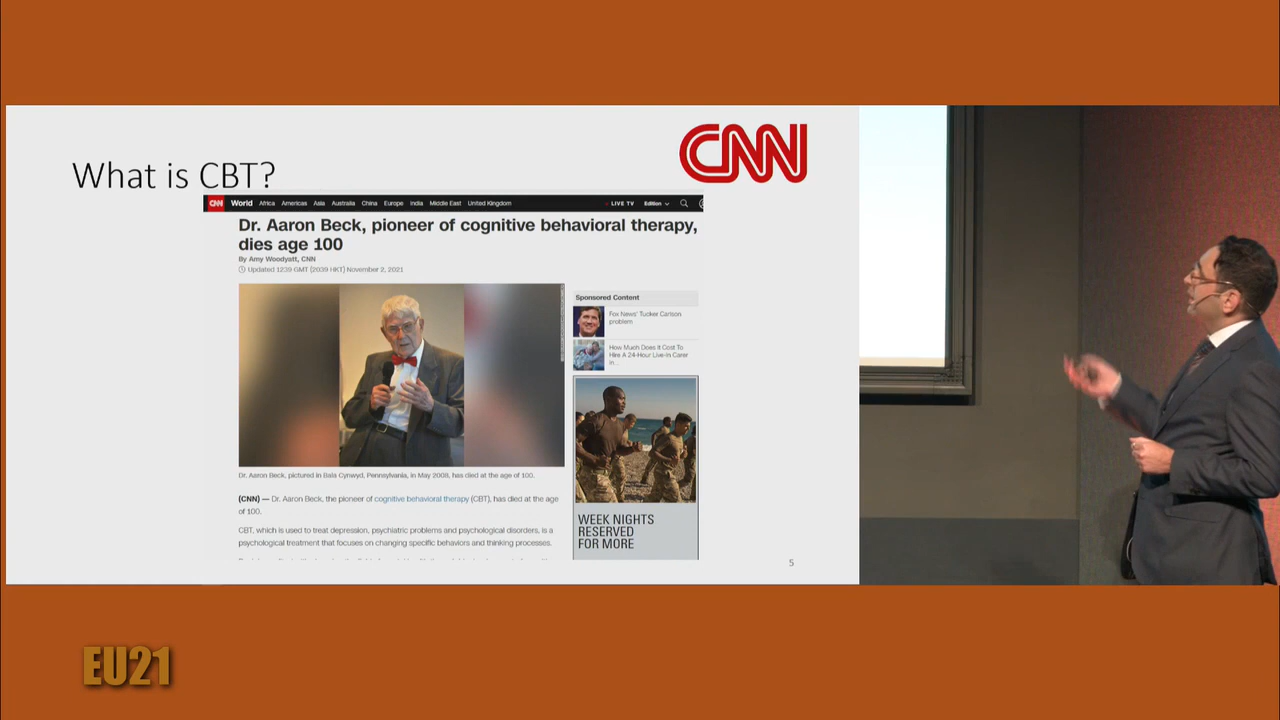 What is CBT?
CNN
CNN World Africa Americas Asia Australia China Europe India Middle East United Kingdom LIVE TV Edition
Dr. Aaron Beck, pioneer of cognitive behavioral therapy,
dies age 100
By Amy Woodyatt, CNN
Updated 1239 GMT (2039 HKT) November 2, 2021
Sponsored Content
Fox News' Tucker Carlson
problem
How Much Does It Cost To
Hire A 24-Hour Live-In Carer
in...
Dr. Aaron Beck, pictured in Bala Cynwyd, Pennsylvania, in May 2008, has died at the age of 100.
(CNN) — Dr. Aaron Beck, the pioneer of cognitive behavioral therapy (CBT), has died at the age
of 100.
CBT, which is used to treat depression, psychiatric problems and psychological disorders, is a
psychological treatment that focuses on changing specific behaviors and thinking processes.
WEEK NIGHTS
RESERVED
FOR MORE
5
EU21